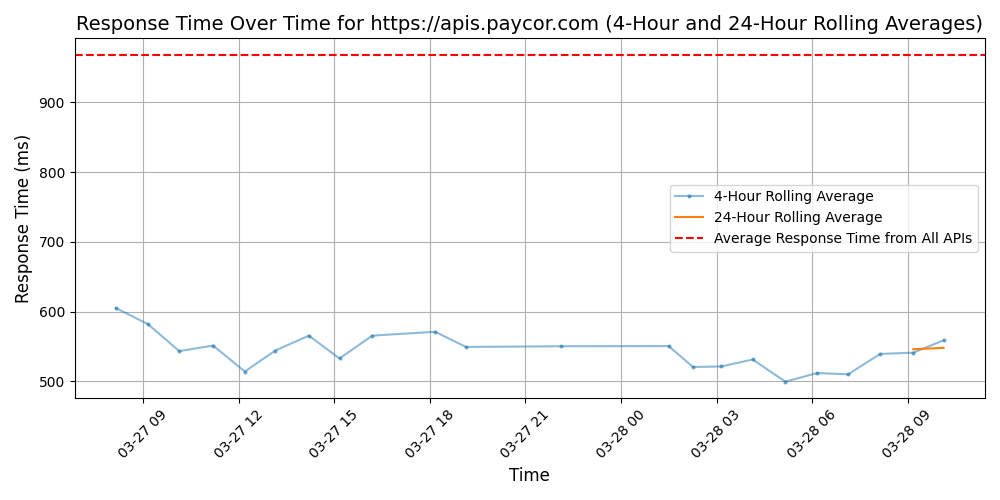 Response Time Over Time for https://apis.paycor.com (4-Hour and 24-Hour Rolling Averages)
Response Time (ms)
900
800
700
600
500
4-Hour Rolling Average
24-Hour Rolling Average
Average Response Time from All APIs
03-27 09
03-27 12
03-27 15
03-27 18
03-27 21
03-28 00
03-28 03
03-28 06
03-28 09
Time